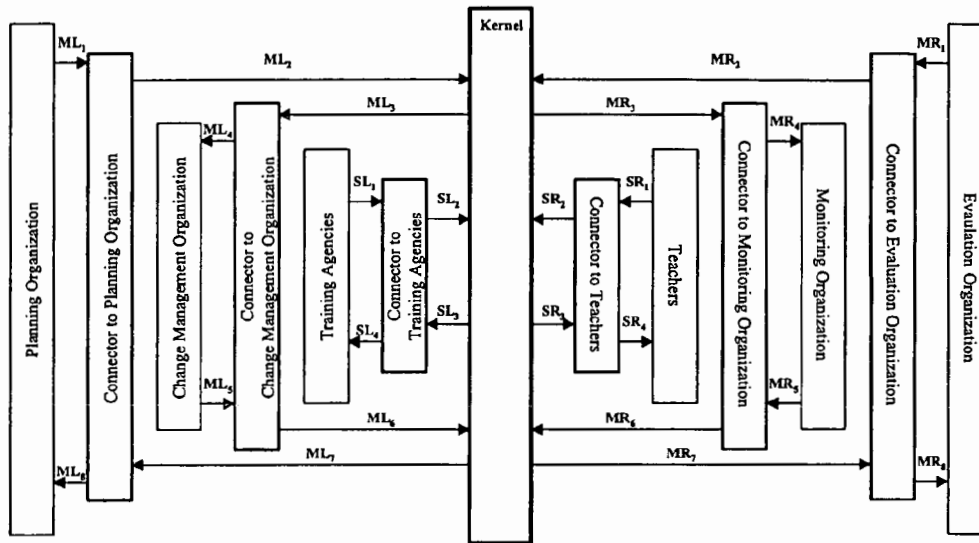 Kernel
ML1
MR1
ML2
MR2
ML3
MR3
ML4
MR4
SL1
SR1
SL2
SR2
Planning Organization
Connector to Planning Organization
Change Management Organization
Connector to
Change Management Organization
Training Agencies
Connector to
Training Agencies
Connector to Teachers
Teachers
Connector to Monitoring Organization
Monitoring Organization
Connector to Evaluation Organization
Evaulation Organization
SL3
SR3
SL4
SR4
ML5
MR5
ML6
MR6
ML7
MR7
ML8
MR8